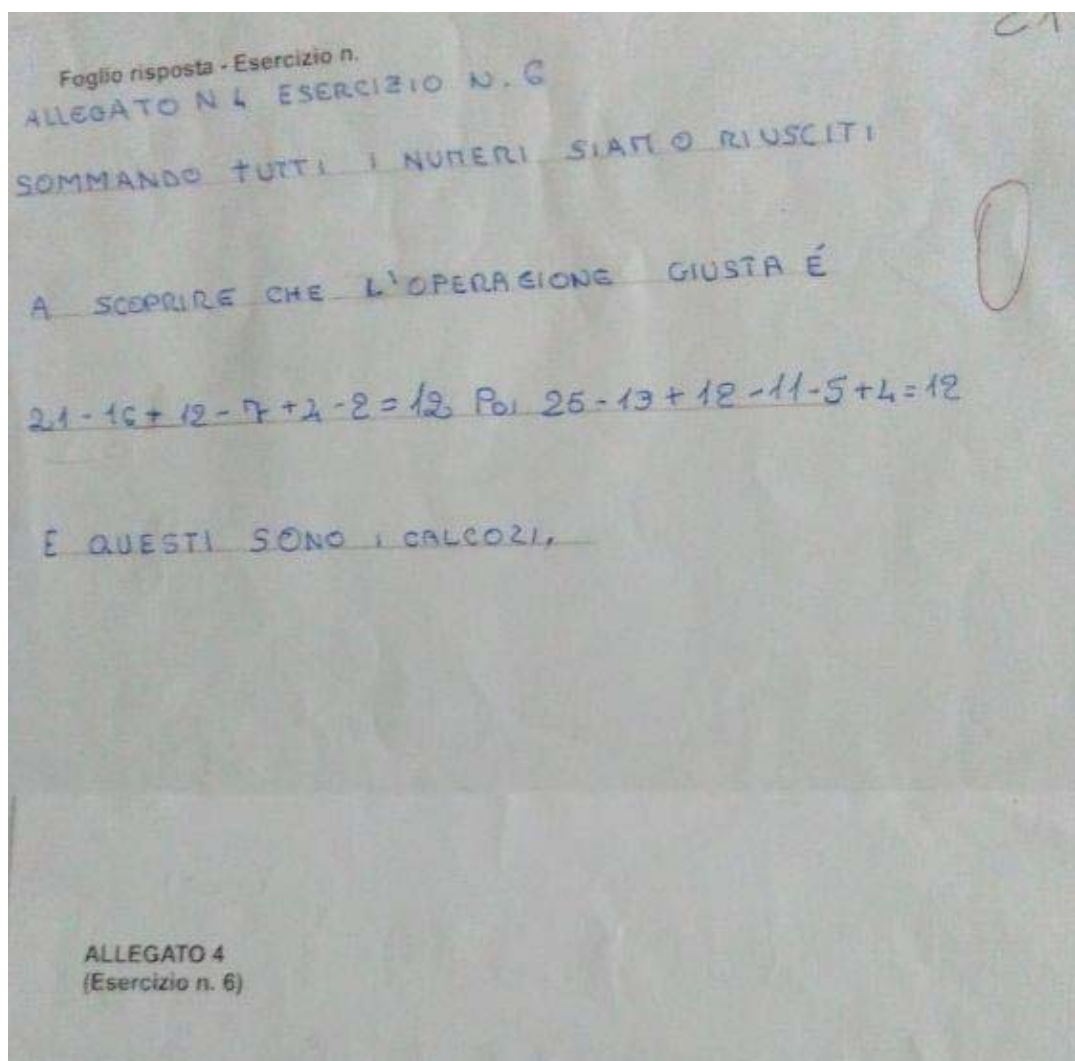 C1
Foglio risposta - Esercizio n.
ALLEGATO N 4 ESERCIZIO N. 6
SOMMANDO TUTTI I NUMERI SIAMO RIUSCITI
0
A SCOPRIRE CHE L'OPERAZIONE GIUSTA É
21-16+12-7+4-2=12 Poi 25-13+12-11-5+4=12
E QUESTI SONO I CALCOLI,
ALLEGATO 4
(Esercizio n. 6)